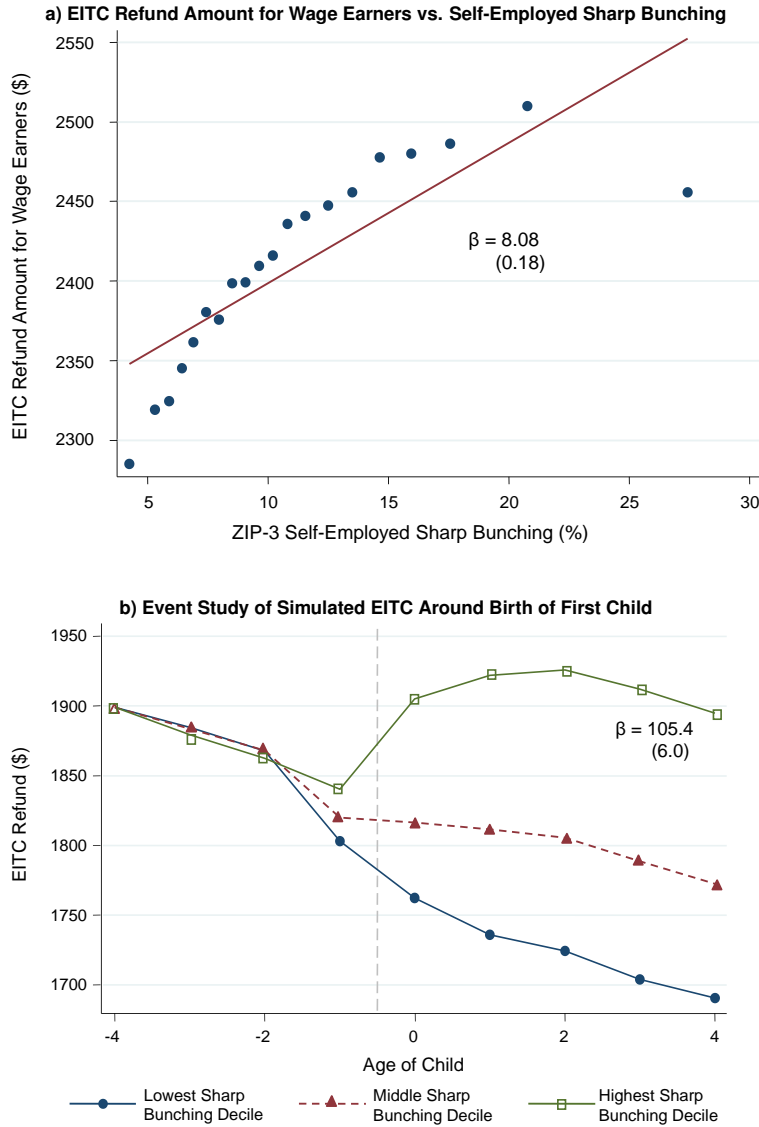 a) EITC Refund Amount for Wage Earners vs. Self-Employed Sharp Bunching
EITC Refund Amount for Wage Earners ($)
2550
2500
2450
2400
2350
2300
β = 8.08
(0.18)
5
10
15
20
25
30
ZIP-3 Self-Employed Sharp Bunching (%)
b) Event Study of Simulated EITC Around Birth of First Child
EITC Refund ($)
1950
1900
1850
1800
1750
1700
β = 105.4
(6.0)
-4
-2
0
2
4
Age of Child
Lowest Sharp
Bunching Decile
Middle Sharp
Bunching Decile
Highest Sharp
Bunching Decile